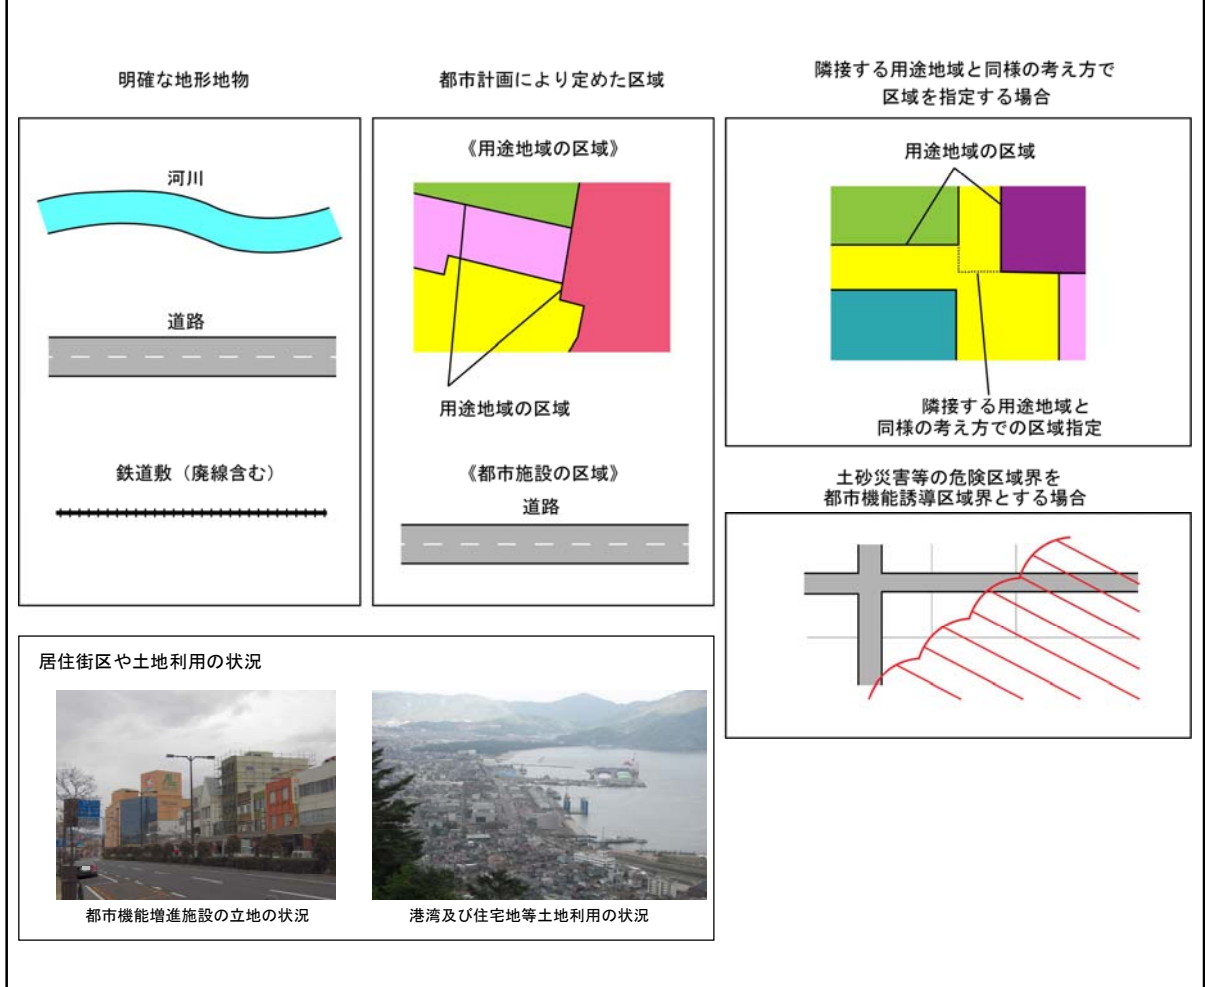 明確な地形地物
河川
道路
鉄道敷（廃線含む）
都市計画により定めた区域
《用途地域の区域》
用途地域の区域
《都市施設の区域》
道路
隣接する用途地域と同様の考え方で
区域を指定する場合
用途地域の区域
隣接する用途地域と
同様の考え方での区域指定
土砂災害等の危険区域界を
都市機能誘導区域界とする場合
居住街区や土地利用の状況
都市機能増進施設の立地の状況
港湾及び住宅地等土地利用の状況